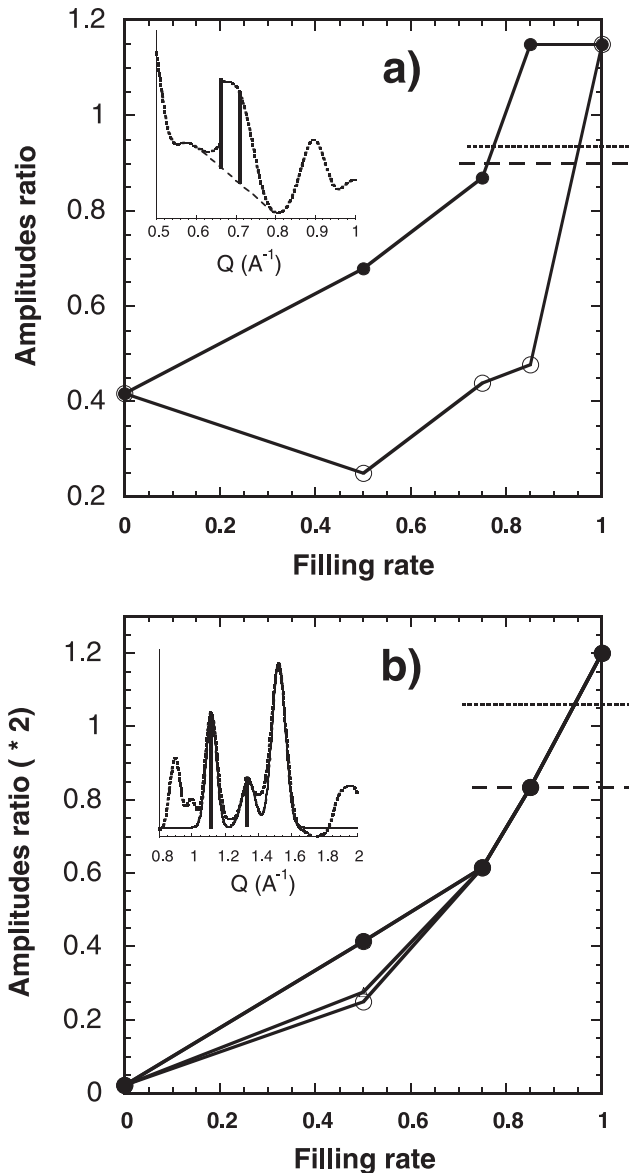 a)
1.2
1
0.8
0.6
0.4
0.2
Amplitudes ratio
0.5 0.6 0.7 0.8 0.9 1
Q (A⁻¹)
0 0.2 0.4 0.6 0.8 1
Filling rate
b)
1.2
1
0.8
0.6
0.4
0.2
0
Amplitudes ratio ( * 2)
0.8 1 1.2 1.4 1.6 1.8 2
Q (A⁻¹)
0 0.2 0.4 0.6 0.8 1
Filling rate